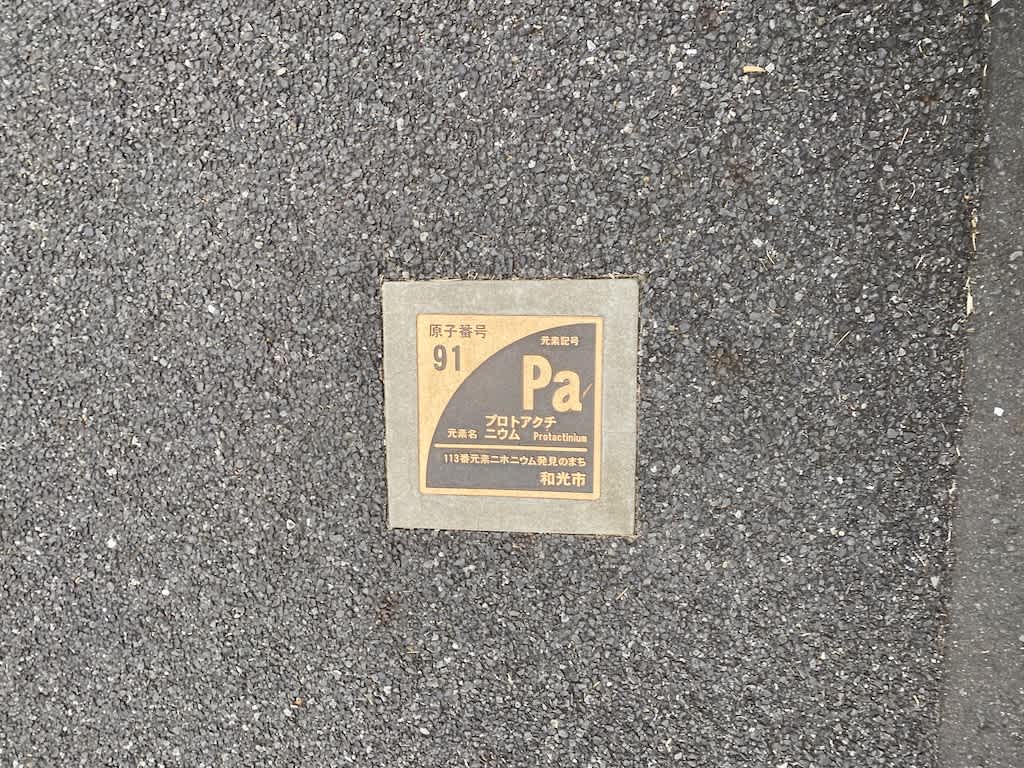 原子番号
91
元素記号
Pa
プロトアクチ
元素名 ニウム Protactinium
113番元素ニホニウム発見のまち
和光市